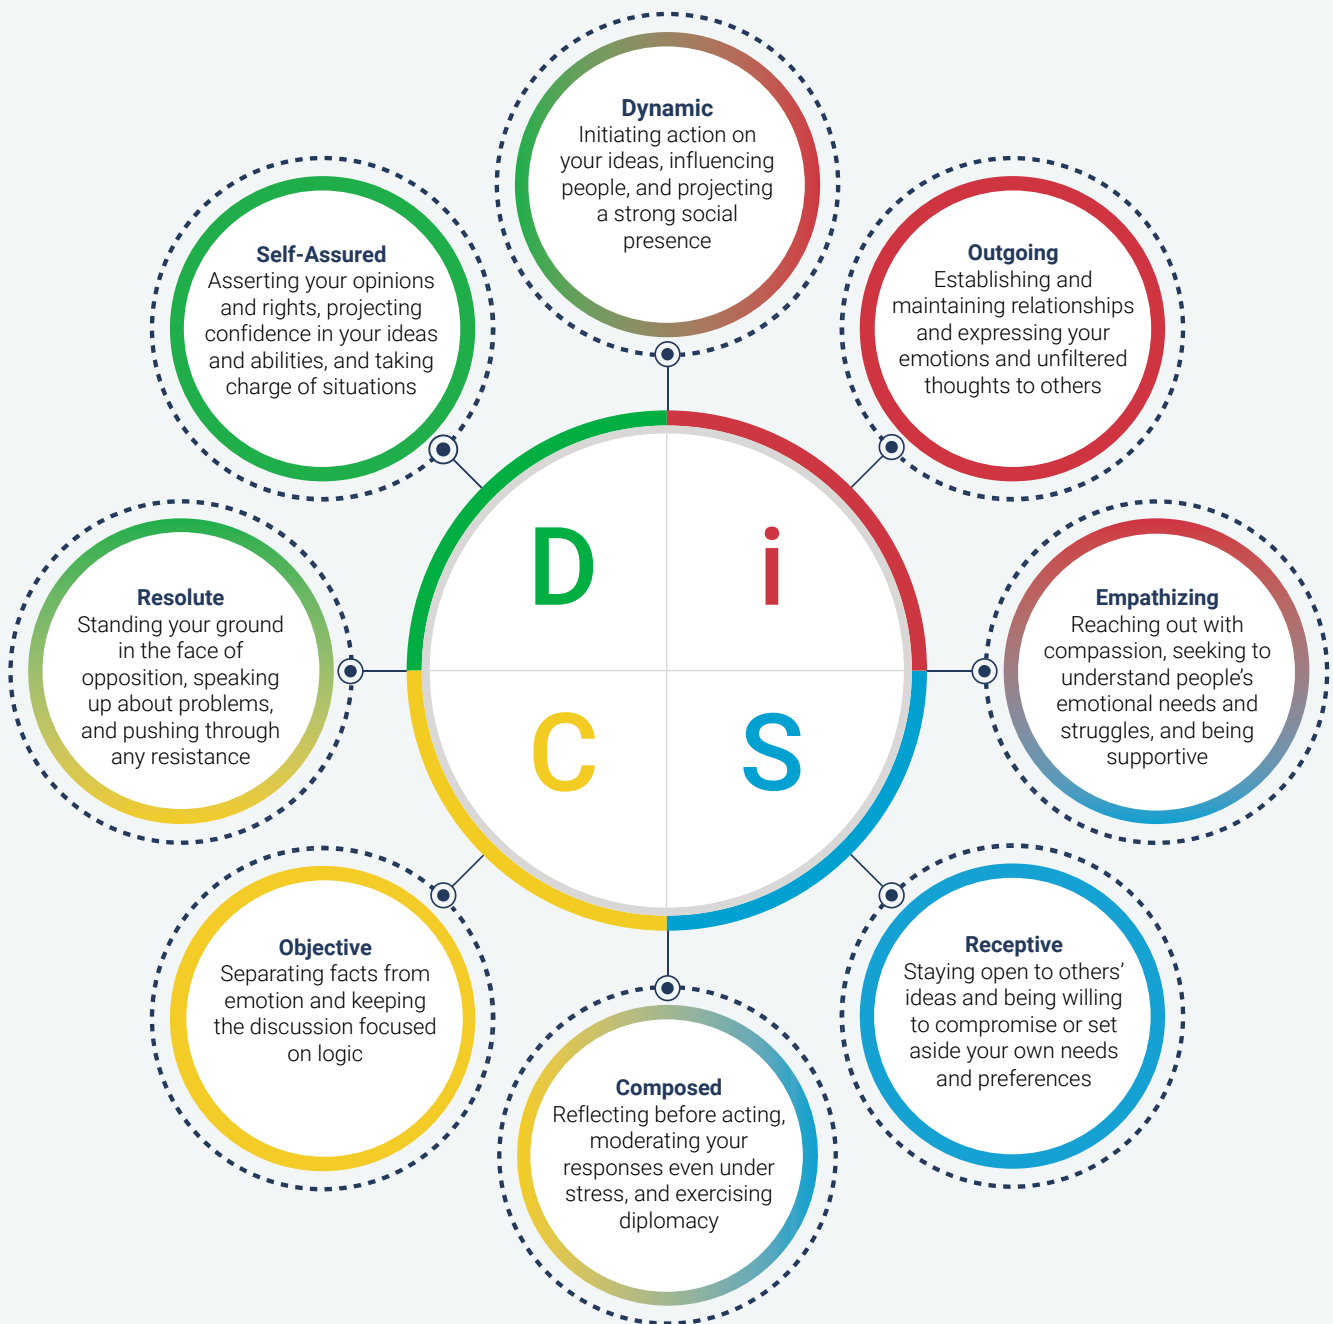 Dynamic
Initiating action on
your ideas, influencing
people, and projecting
a strong social
presence
Self-Assured
Asserting your opinions
and rights, projecting
confidence in your ideas
and abilities, and taking
charge of situations
Outgoing
Establishing and
maintaining relationships
and expressing your
emotions and unfiltered
thoughts to others
D
i
Resolute
Standing your ground
in the face of
opposition, speaking
up about problems,
and pushing through
any resistance
Empathizing
Reaching out with
compassion, seeking to
understand people’s
emotional needs and
struggles, and being
supportive
C
S
Objective
Separating facts from
emotion and keeping
the discussion focused
on logic
Receptive
Staying open to others’
ideas and being willing
to compromise or set
aside your own needs
and preferences
Composed
Reflecting before acting,
moderating your
responses even under
stress, and exercising
diplomacy